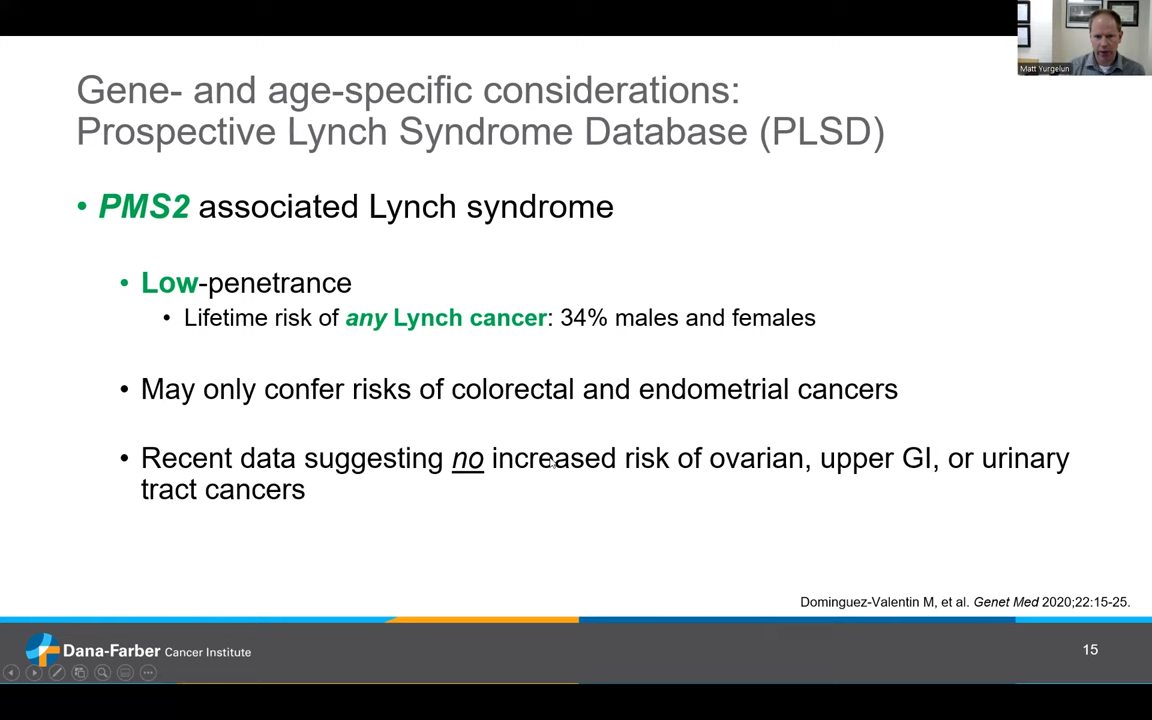 Matt Yurgelun
Gene- and age-specific considerations:
Prospective Lynch Syndrome Database (PLSD)
• PMS2 associated Lynch syndrome
• Low-penetrance
• Lifetime risk of any Lynch cancer: 34% males and females
• May only confer risks of colorectal and endometrial cancers
• Recent data suggesting no increased risk of ovarian, upper GI, or urinary
tract cancers
Dominguez-Valentin M, et al. Genet Med 2020;22:15-25.
Dana-Farber Cancer Institute
15